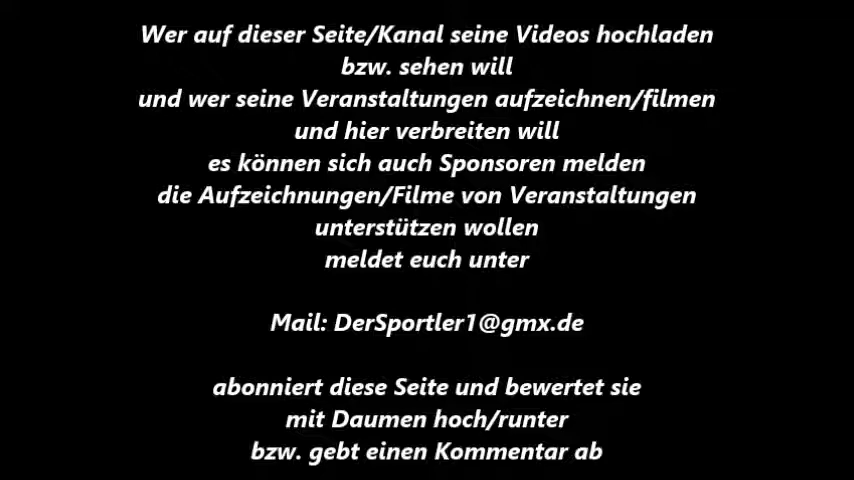 Wer auf dieser Seite/Kanal seine Videos hochladen
bzw. sehen will
und wer seine Veranstaltungen aufzeichnen/filmen
und hier verbreiten will
es können sich auch Sponsoren melden
die Aufzeichnungen/Filme von Veranstaltungen
unterstützen wollen
meldet euch unter
Mail: DerSportler1@gmx.de
abonniert diese Seite und bewertet sie
mit Daumen hoch/runter
bzw. gebt einen Kommentar ab